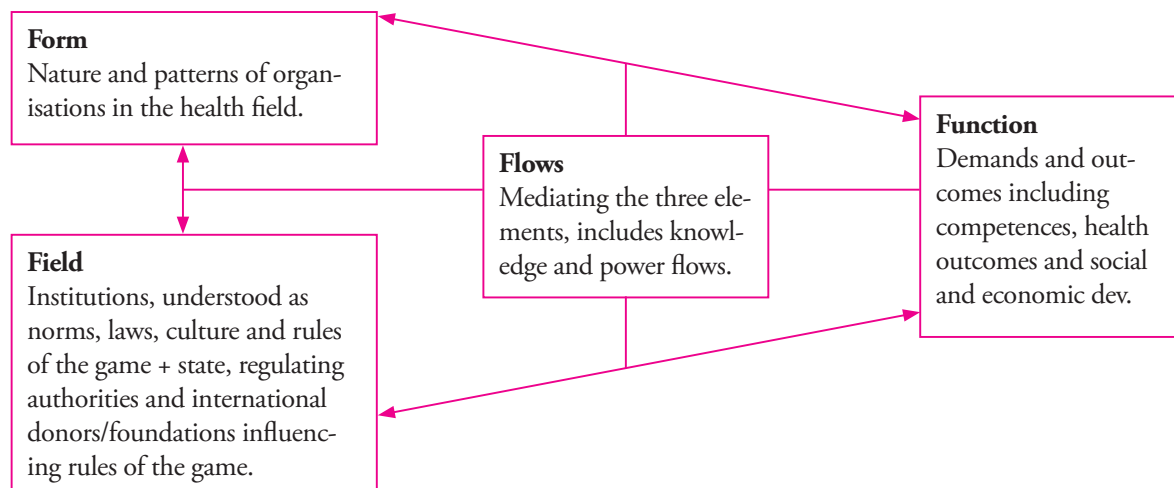 Form
Nature and patterns of organ-
isations in the health field.
Flows
Mediating the three ele-
ments, includes knowl-
edge and power flows.
Function
Demands and out-
comes including
competences, health
outcomes and social
and economic dev.
Field
Institutions, understood as
norms, laws, culture and rules
of the game + state, regulating
authorities and international
donors/foundations influenc-
ing rules of the game.